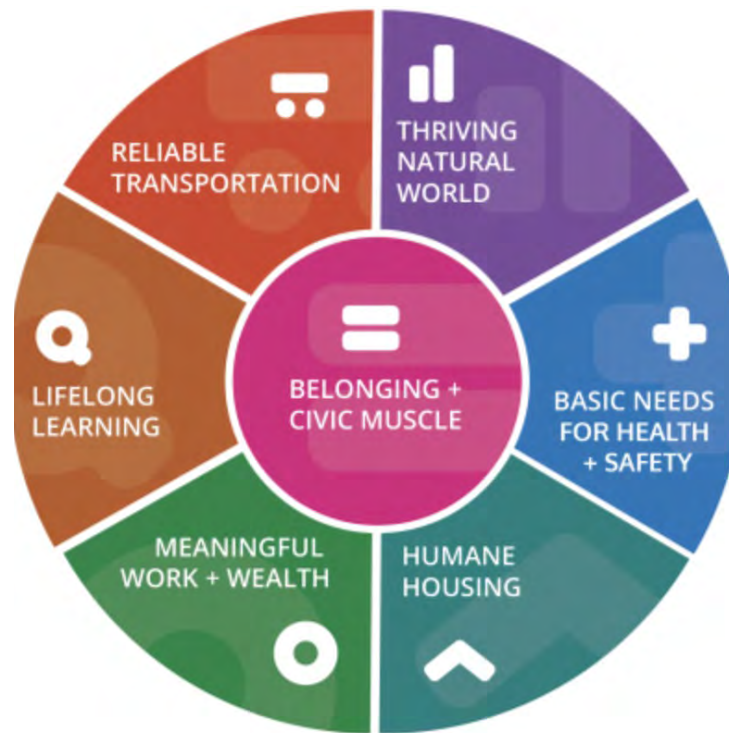 RELIABLE
TRANSPORTATION
THRIVING
NATURAL
WORLD
BASIC NEEDS
FOR HEALTH
+ SAFETY
HUMANE
HOUSING
MEANINGFUL
WORK + WEALTH
LIFELONG
LEARNING
BELONGING +
CIVIC MUSCLE